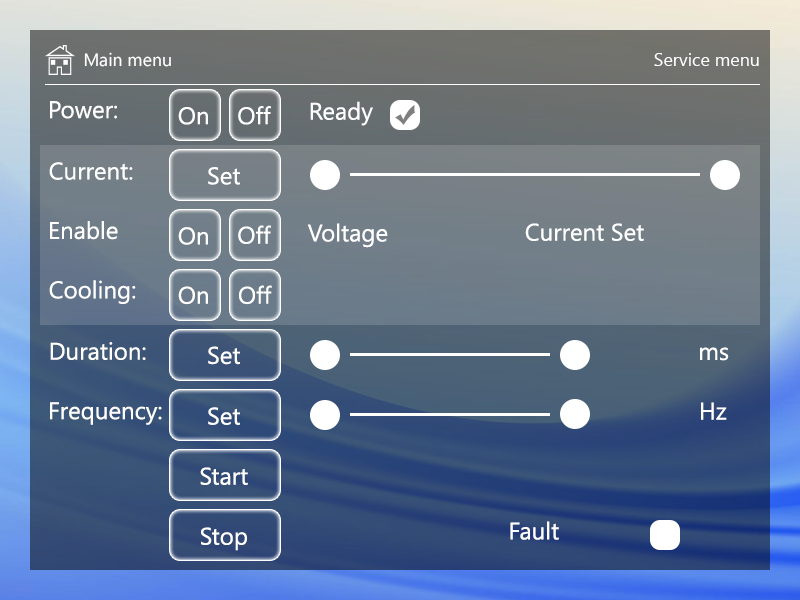 Main menu Service menu
Power: On Off Ready
Current: Set
Enable On Off Voltage Current Set
Cooling: On Off
Duration: Set ms
Frequency: Set Hz
Start
Stop Fault